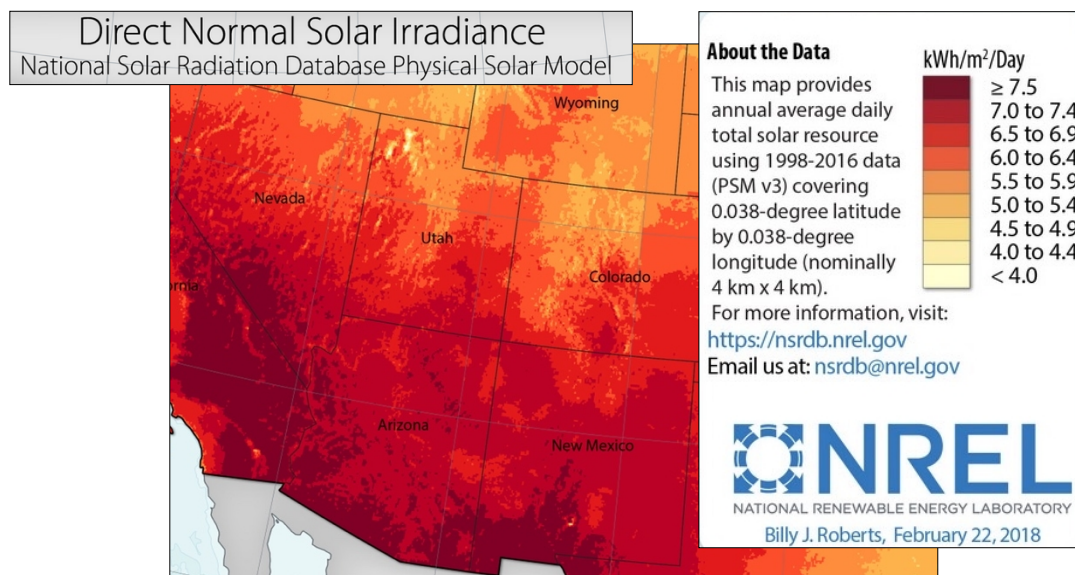 Direct Normal Solar Irradiance
National Solar Radiation Database Physical Solar Model
Wyoming
Nevada
Utah
Colorado
Arizona
New Mexico
About the Data
This map provides
annual average daily
total solar resource
using 1998-2016 data
(PSM v3) covering
0.038-degree latitude
by 0.038-degree
longitude (nominally
4 km x 4 km).
For more information, visit:
https://nsrdb.nrel.gov
Email us at: nsrdb@nrel.gov
kWh/m²/Day
≥ 7.5
7.0 to 7.4
6.5 to 6.9
6.0 to 6.4
5.5 to 5.9
5.0 to 5.4
4.5 to 4.9
4.0 to 4.4
< 4.0
NREL
NATIONAL RENEWABLE ENERGY LABORATORY
Billy J. Roberts, February 22, 2018